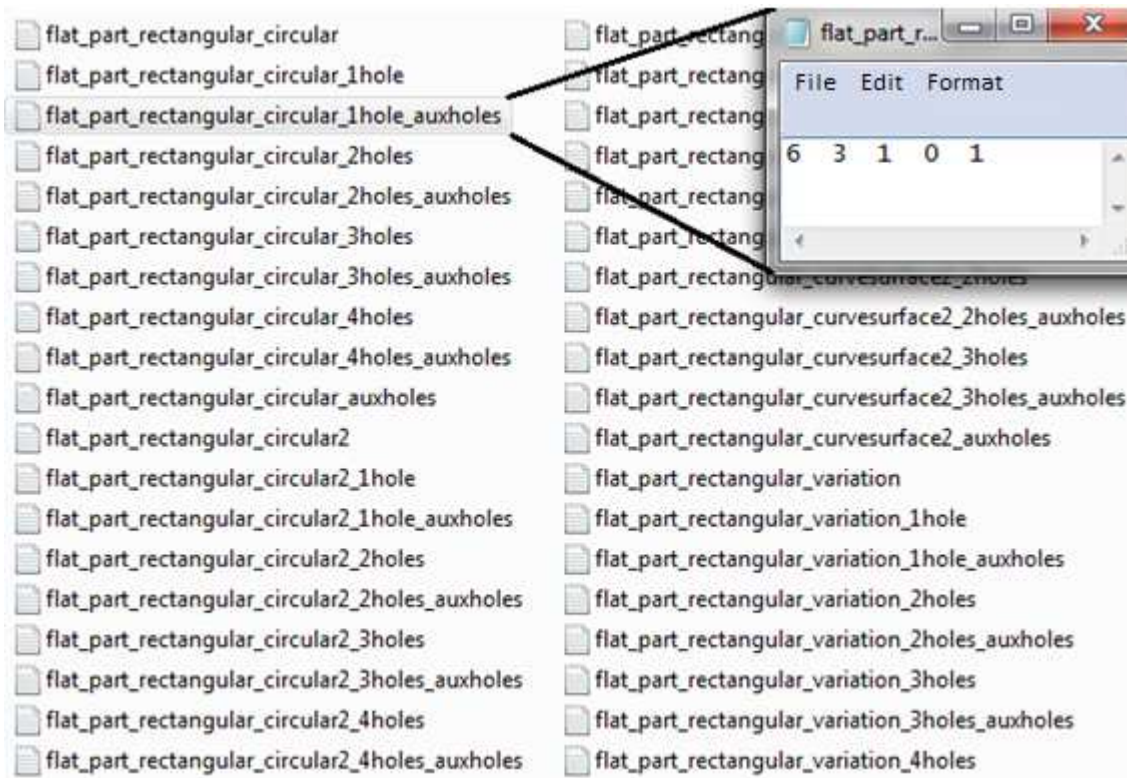 flat_part_rectangular_circular
flat_part_rectangular_circular_1hole
flat_part_rectangular_circular_1hole_auxholes
flat_part_rectangular_circular_2holes
flat_part_rectangular_circular_2holes_auxholes
flat_part_rectangular_circular_3holes
flat_part_rectangular_circular_3holes_auxholes
flat_part_rectangular_circular_4holes
flat_part_rectangular_circular_4holes_auxholes
flat_part_rectangular_circular_auxholes
flat_part_rectangular_circular2
flat_part_rectangular_circular2_1hole
flat_part_rectangular_circular2_1hole_auxholes
flat_part_rectangular_circular2_2holes
flat_part_rectangular_circular2_2holes_auxholes
flat_part_rectangular_circular2_3holes
flat_part_rectangular_circular2_3holes_auxholes
flat_part_rectangular_circular2_4holes
flat_part_rectangular_circular2_4holes_auxholes
flat_part_rectang
flat_part_rectang
flat_part_rectang
flat_part_rectang
flat_part_rectang
flat_part_rectang
flat_part_rectangular_curvesurface2_2holes
flat_part_rectangular_curvesurface2_2holes_auxholes
flat_part_rectangular_curvesurface2_3holes
flat_part_rectangular_curvesurface2_3holes_auxholes
flat_part_rectangular_curvesurface2_auxholes
flat_part_rectangular_variation
flat_part_rectangular_variation_1hole
flat_part_rectangular_variation_1hole_auxholes
flat_part_rectangular_variation_2holes
flat_part_rectangular_variation_2holes_auxholes
flat_part_rectangular_variation_3holes
flat_part_rectangular_variation_3holes_auxholes
flat_part_rectangular_variation_4holes
flat_part_r...
File Edit Format
6 3 1 0 1